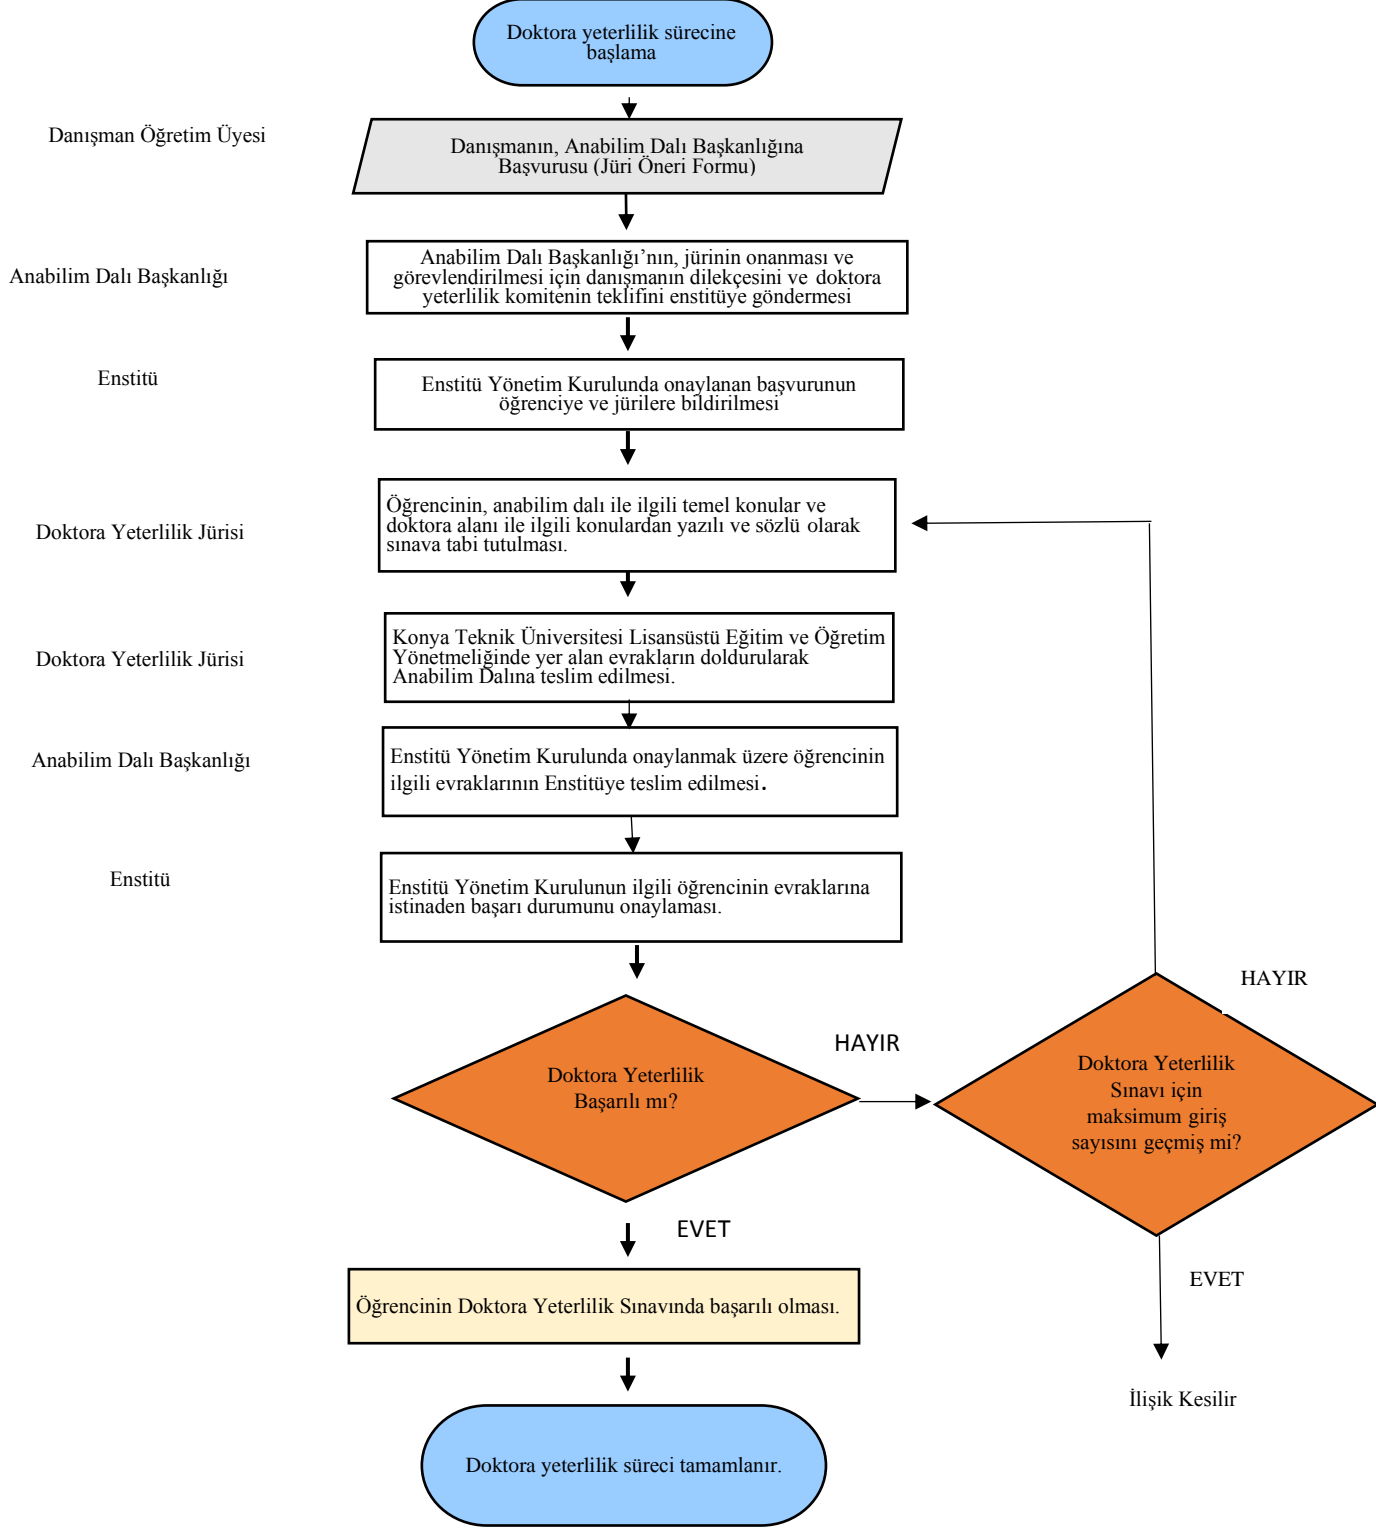 Doktora yeterlilik sürecine
başlama
Danışman Öğretim Üyesi
Danışmanın, Anabilim Dalı Başkanlığına
Başvurusu (Jüri Öneri Formu)
Anabilim Dalı Başkanlığı
Anabilim Dalı Başkanlığı’nın, jürinin onanması ve
görevlendirilmesi için danışmanın dilekçesini ve doktora
yeterlilik komitenin teklifini enstitüye göndermesi
Enstitü
Enstitü Yönetim Kurulunda onaylanan başvurunun
öğrenciye ve jürilere bildirilmesi
Doktora Yeterlilik Jürisi
Öğrencinin, anabilim dalı ile ilgili temel konular ve
doktora alanı ile ilgili konulardan yazılı ve sözlü olarak
sınava tabi tutulması.
Doktora Yeterlilik Jürisi
Konya Teknik Üniversitesi Lisansüstü Eğitim ve Öğretim
Yönetmeliğinde yer alan evrakların doldurularak
Anabilim Dalına teslim edilmesi.
Anabilim Dalı Başkanlığı
Enstitü Yönetim Kurulunda onaylanmak üzere öğrencinin
ilgili evraklarının Enstitüye teslim edilmesi.
Enstitü
Enstitü Yönetim Kurulunun ilgili öğrencinin evraklarına
istinaden başarı durumunu onaylaması.
HAYIR
HAYIR
Doktora Yeterlilik
Başarılı mı?
Doktora Yeterlilik
Sınavı için
maksimum giriş
sayısını geçmiş mi?
EVET
EVET
Öğrencinin Doktora Yeterlilik Sınavında başarılı olması.
İlişik Kesilir
Doktora yeterlilik süreci tamamlanır.